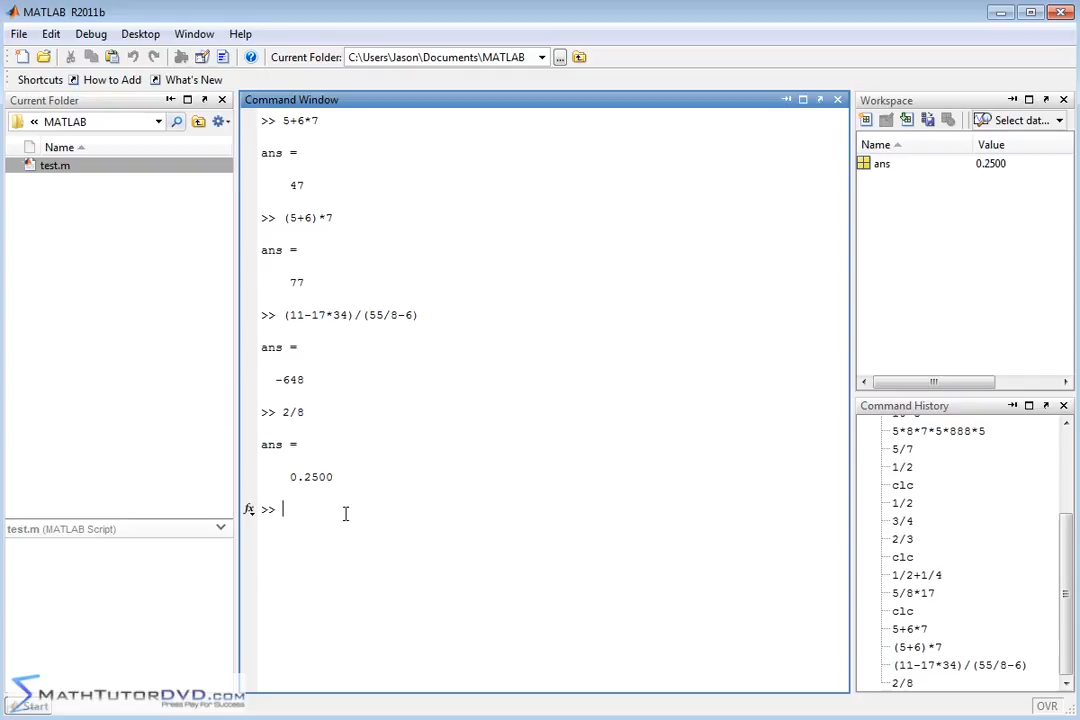 MATLAB R2011b
File Edit Debug Desktop Window Help
Current Folder: C:\Users\Jason\Documents\MATLAB ...
Shortcuts How to Add What's New
Current Folder
« MATLAB
Name
test.m
test.m (MATLAB Script)
Command Window
>> 5+6*7
ans =
47
>> (5+6)*7
ans =
77
>> (11-17*34)/(55/8-6)
ans =
-648
>> 2/8
ans =
0.2500
fx >>
Workspace
Select dat...
Name Value
ans 0.2500
Command History
5*8*7*5*888*5
5/7
1/2
clc
1/2
3/4
2/3
clc
1/2+1/4
5/8*17
clc
5+6*7
(5+6)*7
(11-17*34)/(55/8-6)
2/8
MathTutorDVD.com
Press Pay For Success
Start
OVR